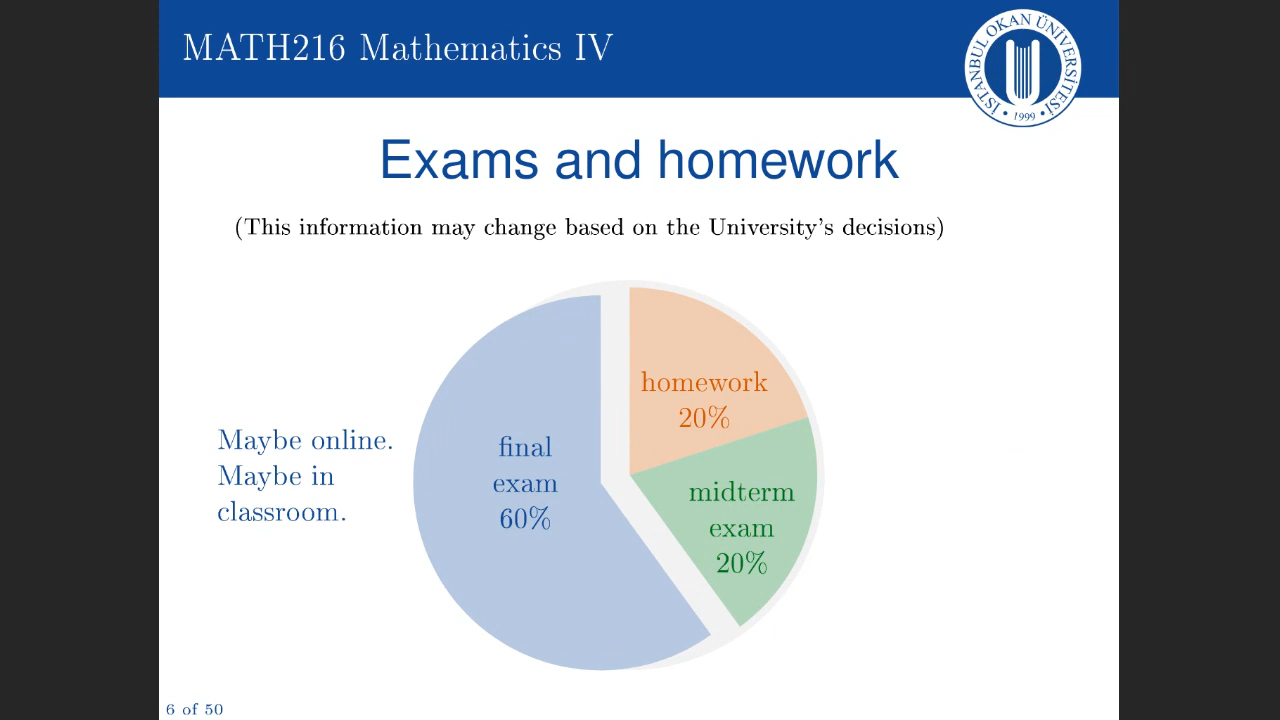 MATH216 Mathematics IV
İSTANBUL OKAN ÜNİVERSİTESİ
1999
Exams and homework
(This information may change based on the University's decisions)
homework
20%
Maybe online.
Maybe in
classroom.
final
exam
60%
midterm
exam
20%
6 of 50